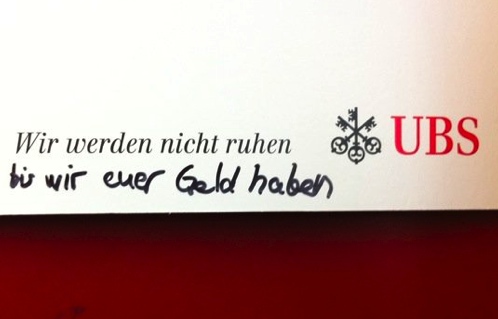 Wir werden nicht ruhen
UBS
bis wir euer Geld haben